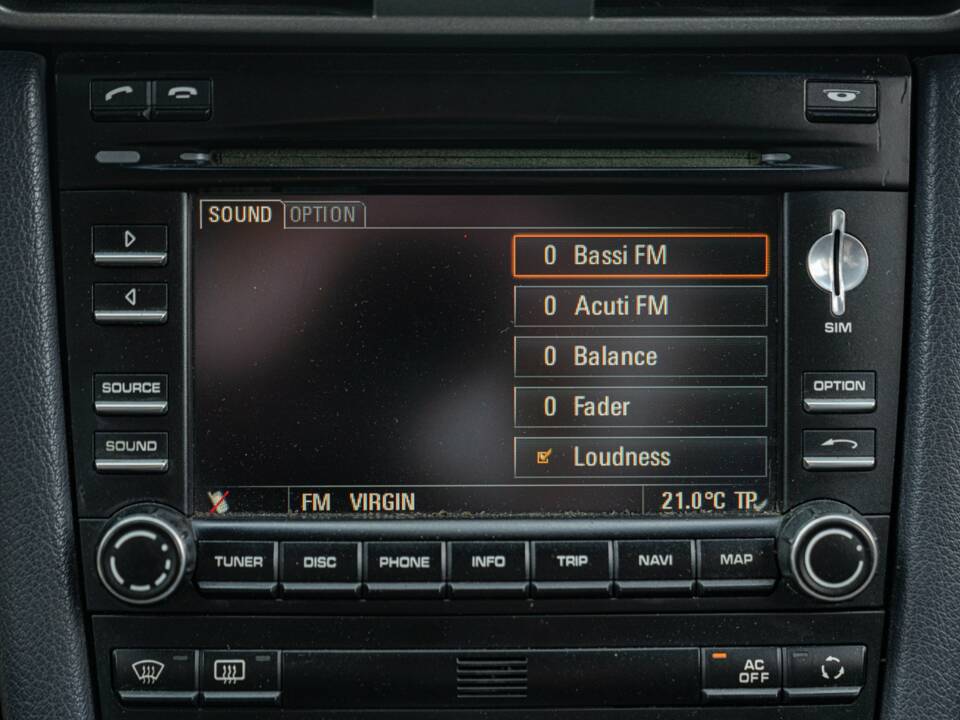 SOUND OPTION
0 Bassi FM
0 Acuti FM
0 Balance
0 Fader
Loudness
SIM
SOURCE
OPTION
SOUND
FM VIRGIN 21.0°C TP
TUNER DISC PHONE INFO TRIP NAVI MAP
AC
OFF